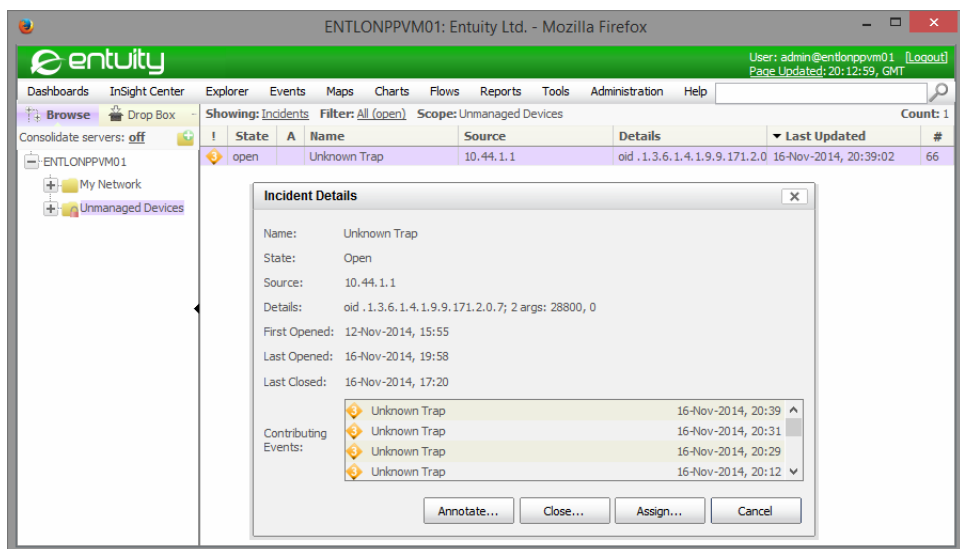 ENTLONPPVM01: Entuity Ltd. - Mozilla Firefox
entuity
User: admin@entlonppvm01 [Logout]
Page Updated: 20:12:59, GMT
Dashboards InSight Center Explorer Events Maps Charts Flows Reports Tools Administration Help
Browse Drop Box Showing: Incidents Filter: All (open) Scope: Unmanaged Devices Count: 1
Consolidate servers: off ! State A Name Source Details Last Updated #
3 open Unknown Trap 10.44.1.1 oid .1.3.6.1.4.1.9.9.171.2.0 16-Nov-2014, 20:39:02 66
ENTLONPPVM01
My Network
Unmanaged Devices
Incident Details
Name: Unknown Trap
State: Open
Source: 10.44.1.1
Details: oid .1.3.6.1.4.1.9.9.171.2.0.7; 2 args: 28800, 0
First Opened: 12-Nov-2014, 15:55
Last Opened: 16-Nov-2014, 19:58
Last Closed: 16-Nov-2014, 17:20
Contributing Events:
3 Unknown Trap 16-Nov-2014, 20:39
3 Unknown Trap 16-Nov-2014, 20:31
3 Unknown Trap 16-Nov-2014, 20:29
3 Unknown Trap 16-Nov-2014, 20:12
Annotate... Close... Assign... Cancel